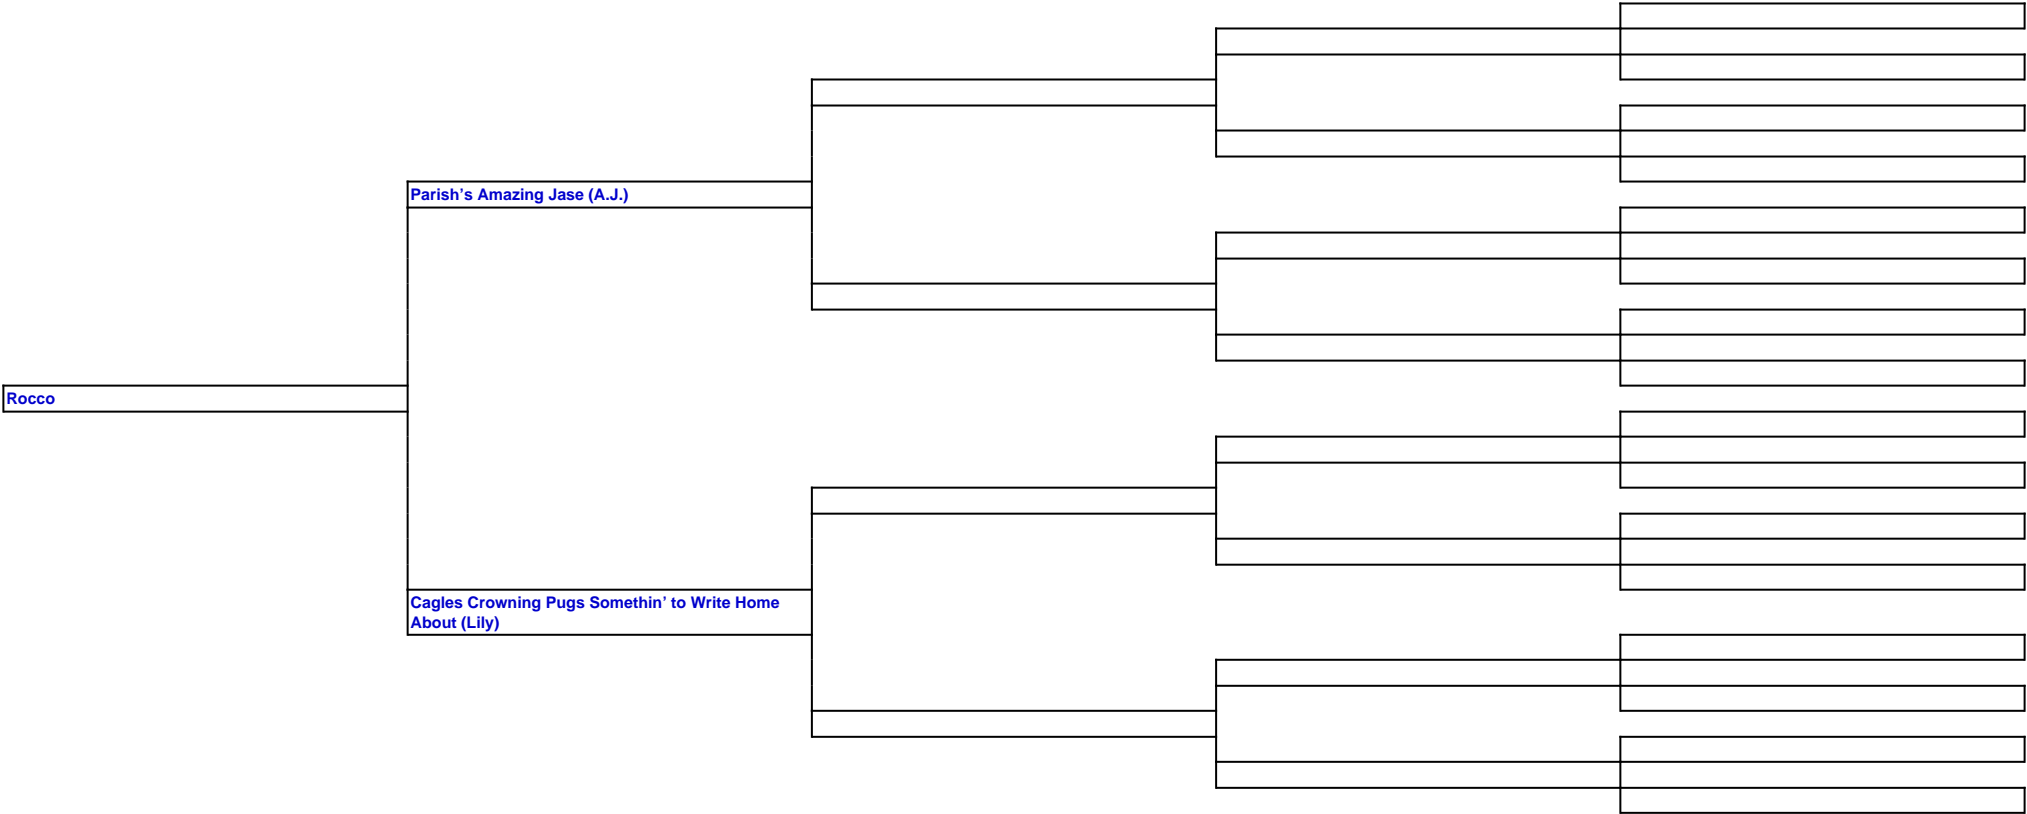 Parish’s Amazing Jase (A.J.)
Rocco
Cagles Crowning Pugs Somethin’ to Write Home
About (Lily)